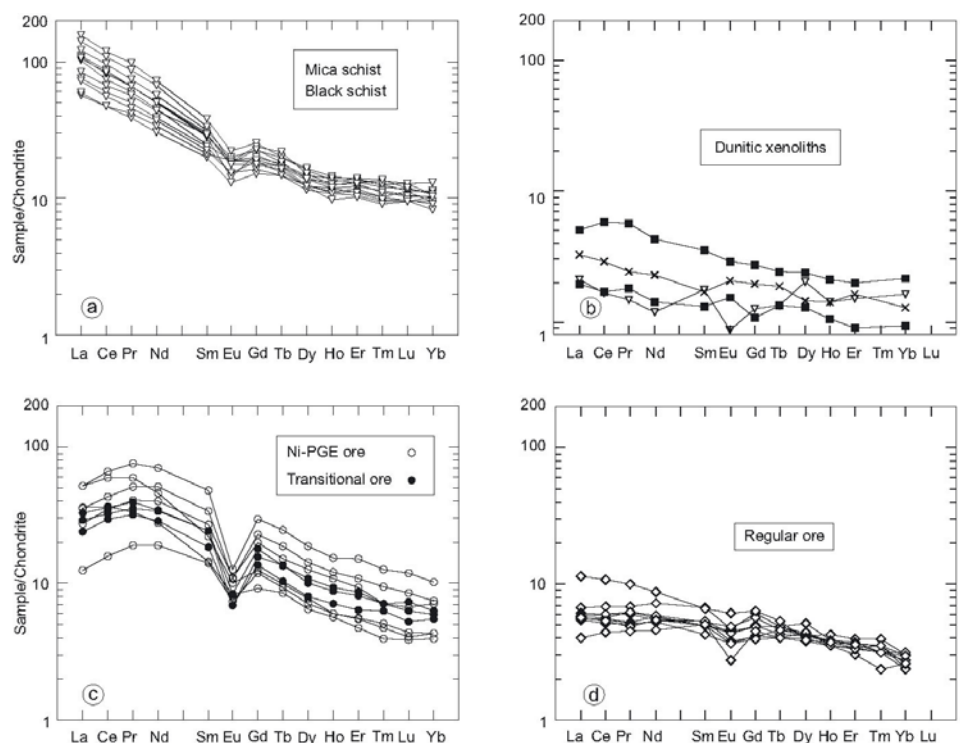 200
100
10
1
Sample/Chondrite
Mica schist
Black schist
a
La Ce Pr Nd Sm Eu Gd Tb Dy Ho Er Tm Lu Yb
200
100
10
1
Dunitic xenoliths
b
La Ce Pr Nd Sm Eu Gd Tb Dy Ho Er Tm Yb Lu
200
100
10
1
Sample/Chondrite
Ni-PGE ore
Transitional ore
c
La Ce Pr Nd Sm Eu Gd Tb Dy Ho Er Tm Lu Yb
200
100
10
1
Regular ore
d
La Ce Pr Nd Sm Eu Gd Tb Dy Ho Er Tm Yb Lu